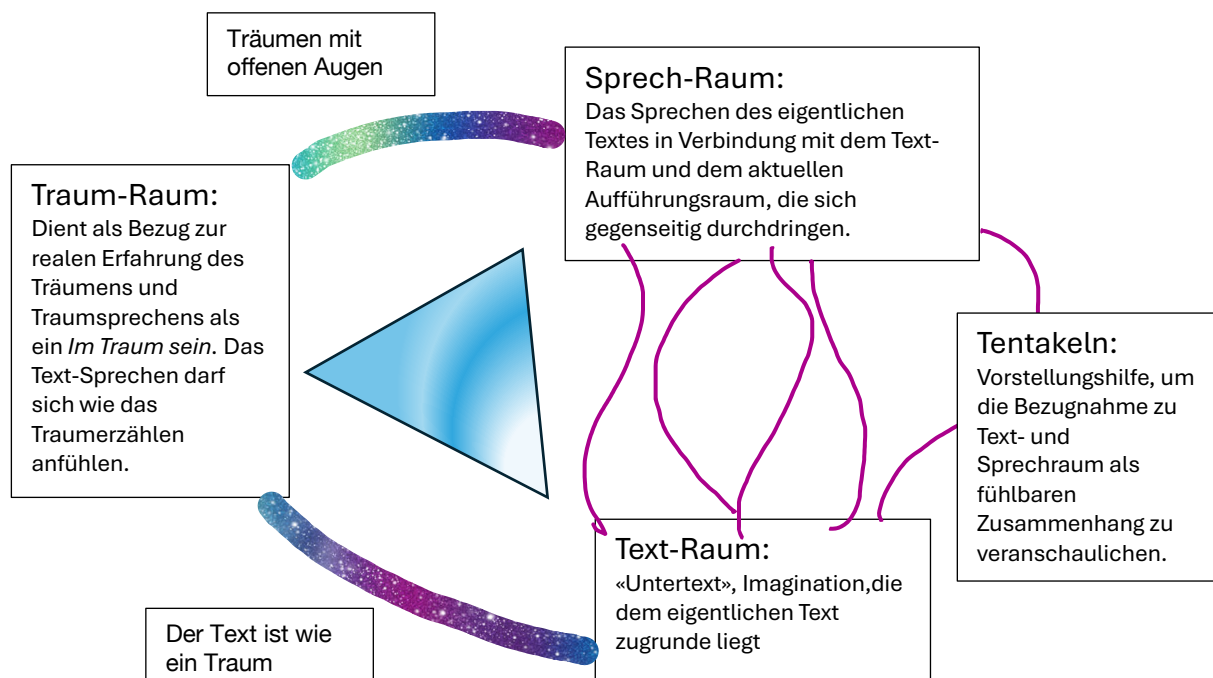 Träumen mit
offenen Augen
Sprech-Raum:
Das Sprechen des eigentlichen
Textes in Verbindung mit dem Text-
Raum und dem aktuellen
Aufführungsraum, die sich
gegenseitig durchdringen.
Traum-Raum:
Dient als Bezug zur
realen Erfahrung des
Träumens und
Traumsprechens als
ein Im Traum sein. Das
Text-Sprechen darf
sich wie das
Traumerzählen
anfühlen.
Tentakeln:
Vorstellungshilfe, um
die Bezugnahme zu
Text- und
Sprechraum als
fühlbaren
Zusammenhang zu
veranschaulichen.
Text-Raum:
«Untertext», Imagination,die
dem eigentlichen Text
zugrunde liegt
Der Text ist wie
ein Traum